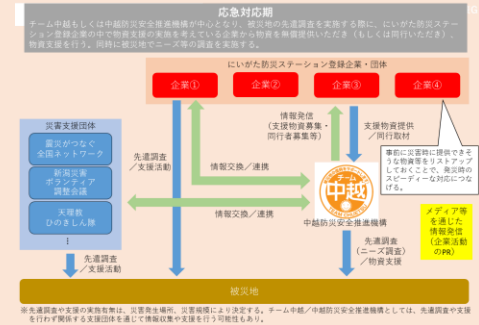 応急対応期
チーム中越もしくは中越防災安全推進機構が中心となり、被災地の先遣調査を実施する際に、にいがた防災ステーション登録企業の中で物資支援の実施を考えている企業から物資を無償提供いただき（もしくは同行いただき）、物資支援を行う。同時に被災地でニーズ等の調査を実施する。
にいがた防災ステーション登録企業・団体
企業①
企業②
企業③
企業④
災害支援団体
震災がつなぐ
全国ネットワーク
新潟災害
ボランティア
調整会議
天理教
ひのきしん隊
先遣調査
／支援活動
情報発信
（支援物資募集・
同行者募集等）
支援物資提供
／同行取材
情報交換／連携
情報交換／連携
チーム
中越
中越防災安全推進機構
事前に災害時に提供できそ
うな物資等をリストアップ
しておくことで、発災時の
スピーディーな対応につな
げる。
メディア等
を通じた
情報発信
（企業活動
のPR）
先遣調査
／支援活動
先遣調査
（ニーズ調査）
／物資支援
被災地
※先遣調査や支援の実施有無は、災害発生場所、災害規模により決定する。チーム中越／中越防災安全推進機構としては、先遣調査や支援
を行わず関係する支援団体を通じて情報収集や支援を行う可能性もあり。